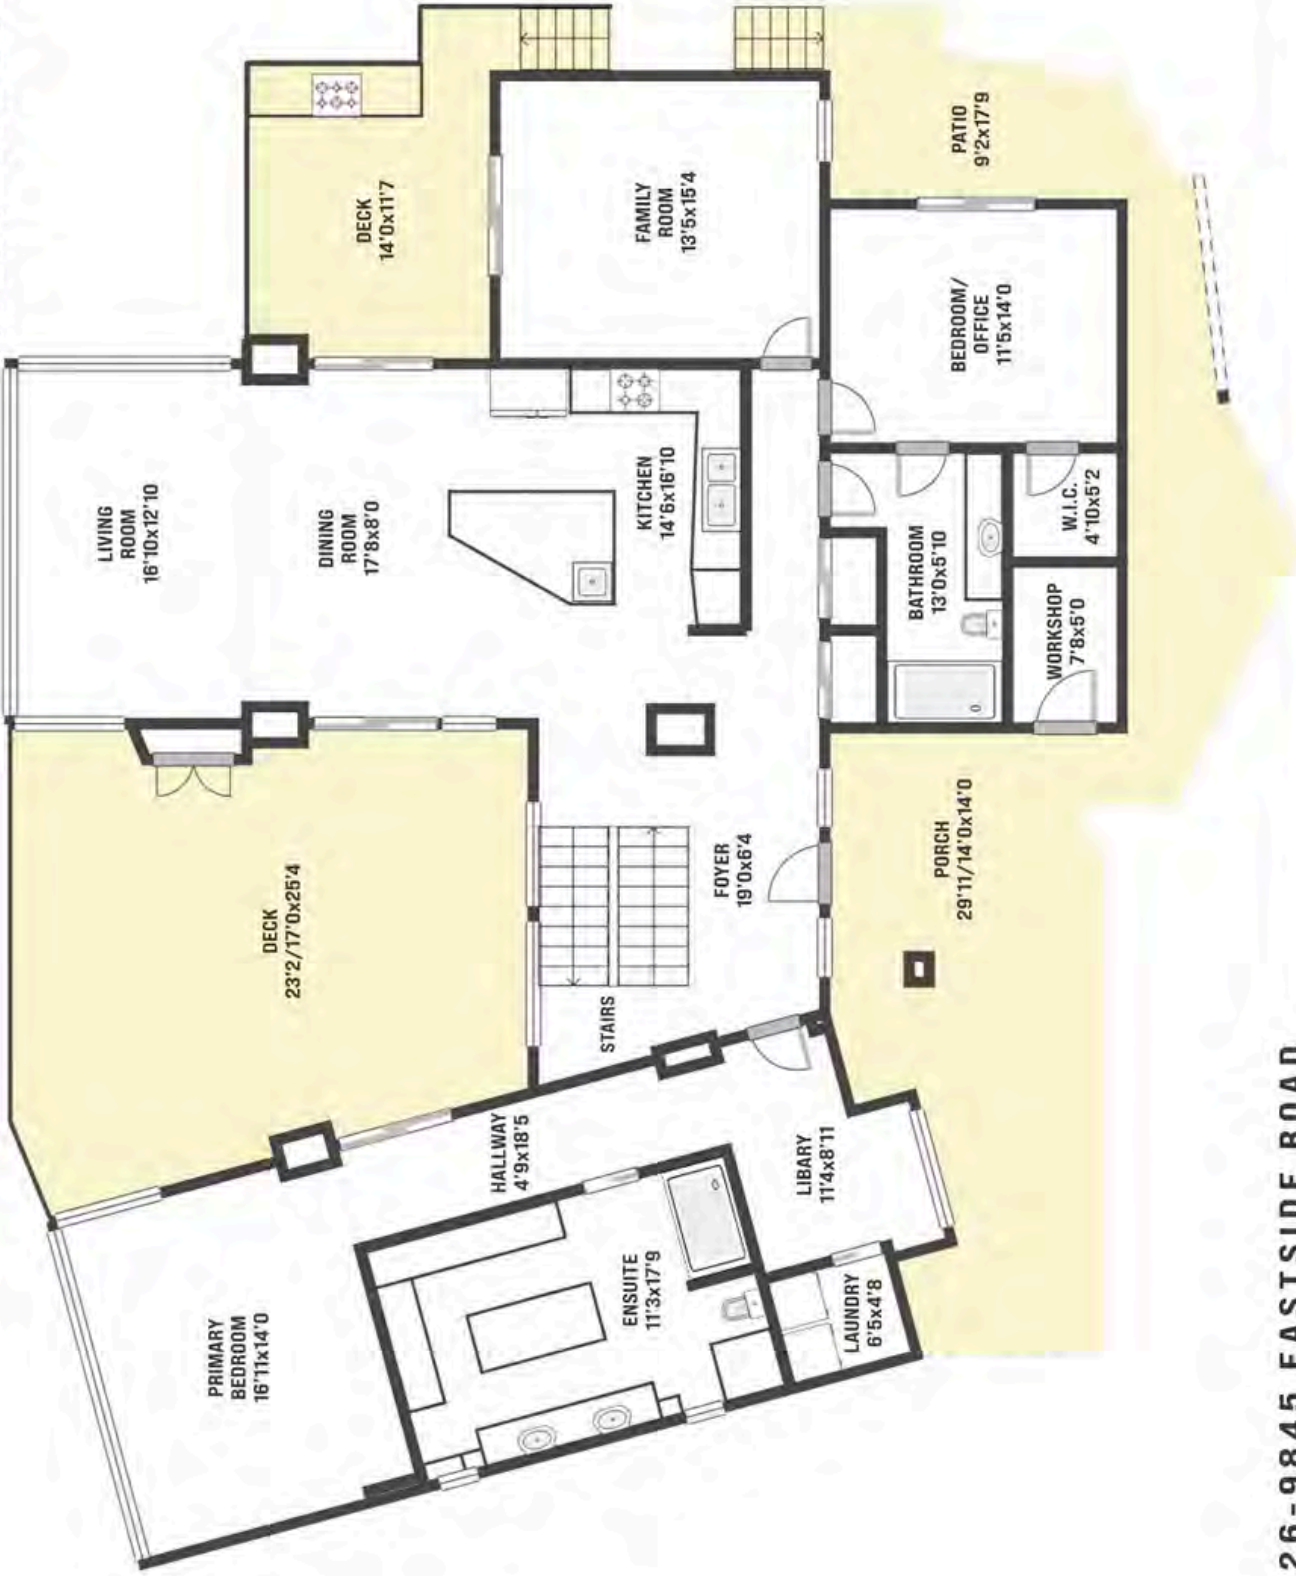 LIVING
ROOM
16'10x12'10
DINING
ROOM
17'8x8'0
DECK
14'0x11'7
FAMILY
ROOM
13'5x15'4
PATIO
9'2x17'9
KITCHEN
14'6x16'10
BEDROOM/
OFFICE
11'5x14'0
BATHROOM
13'0x5'10
W.I.C.
4'10x5'2
WORKSHOP
7'8x5'0
DECK
23'2/17'0x25'4
STAIRS
FOYER
19'0x6'4
PORCH
29'11/14'0x14'0
HALLWAY
4'9x18'5
LIBARY
11'4x8'11
PRIMARY
BEDROOM
16'11x14'0
ENSUITE
11'3x17'9
LAUNDRY
6'5x4'8
26-9845 EASTSIDE ROAD